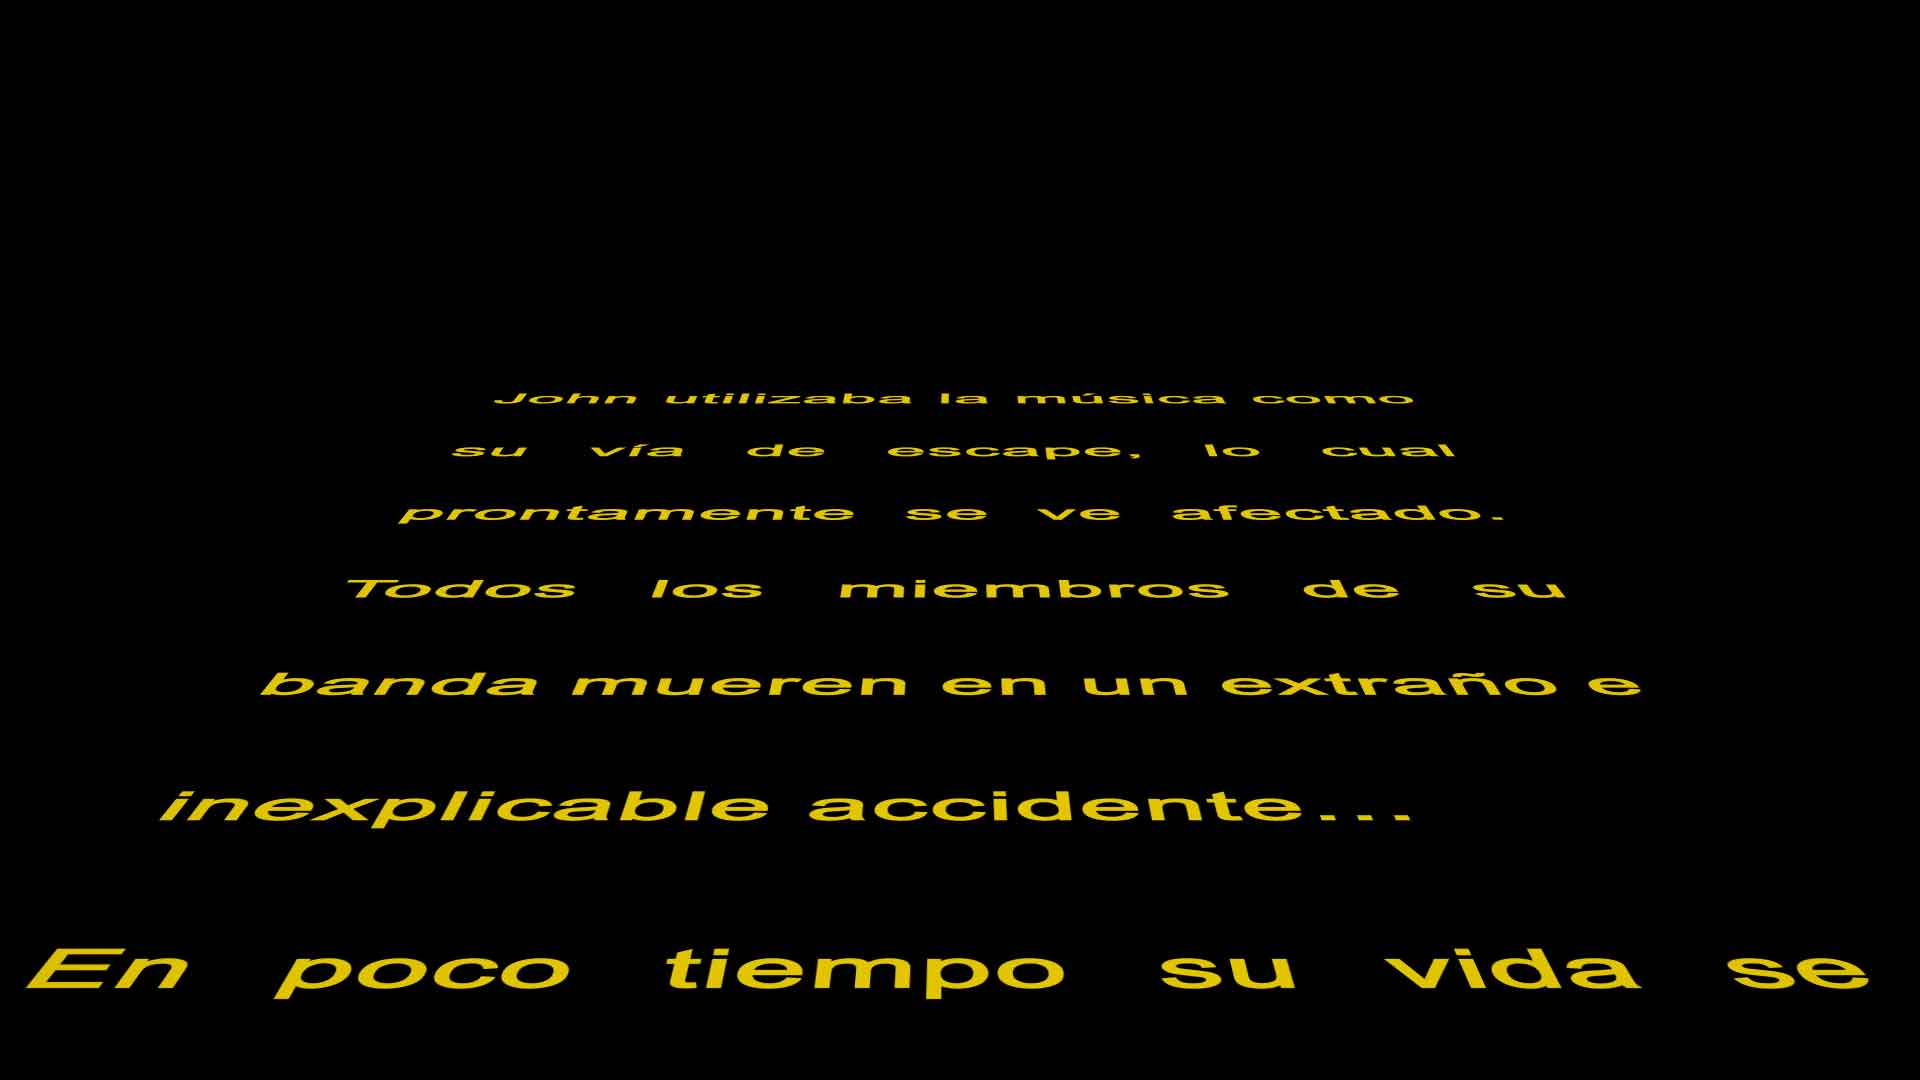 John utilizaba la música como
su vía de escape, lo cual
prontamente se ve afectado.
Todos los miembros de su
banda mueren en un extraño e
inexplicable accidente...
En poco tiempo su vida se